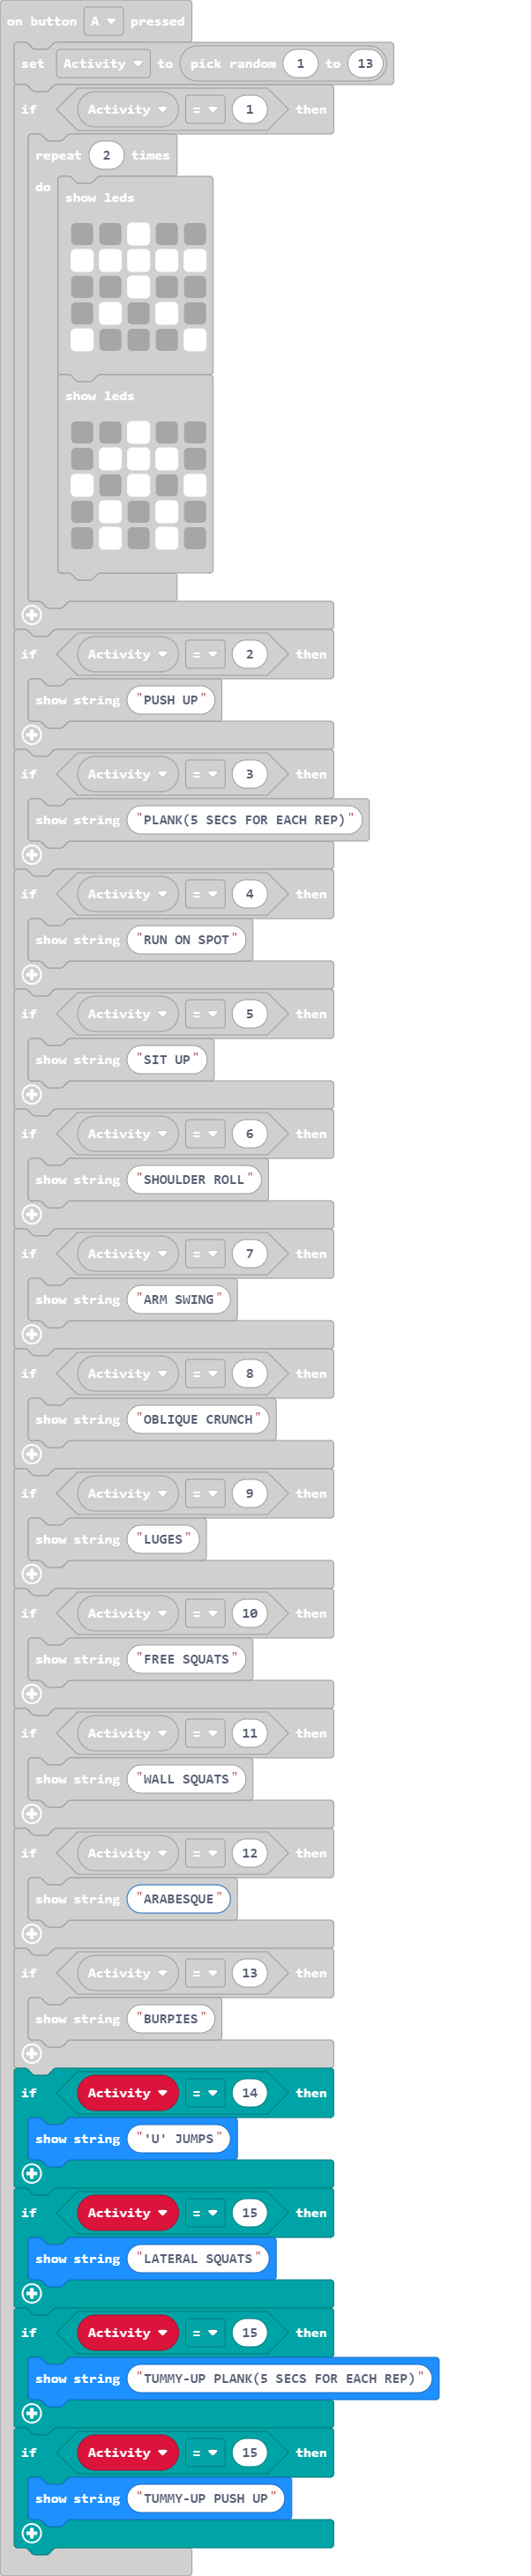 on button A pressed
set Activity to pick random 1 to 13
if Activity = 1 then
repeat 2 times
do
show leds
show leds
if Activity = 2 then
show string "PUSH UP"
if Activity = 3 then
show string "PLANK(5 SECS FOR EACH REP)"
if Activity = 4 then
show string "RUN ON SPOT"
if Activity = 5 then
show string "SIT UP"
if Activity = 6 then
show string "SHOULDER ROLL"
if Activity = 7 then
show string "ARM SWING"
if Activity = 8 then
show string "OBLIQUE CRUNCH"
if Activity = 9 then
show string "LUGES"
if Activity = 10 then
show string "FREE SQUATS"
if Activity = 11 then
show string "WALL SQUATS"
if Activity = 12 then
show string "ARABESQUE"
if Activity = 13 then
show string "BURPIES"
if Activity = 14 then
show string "'U' JUMPS"
if Activity = 15 then
show string "LATERAL SQUATS"
if Activity = 15 then
show string "TUMMY-UP PLANK(5 SECS FOR EACH REP)"
if Activity = 15 then
show string "TUMMY-UP PUSH UP"